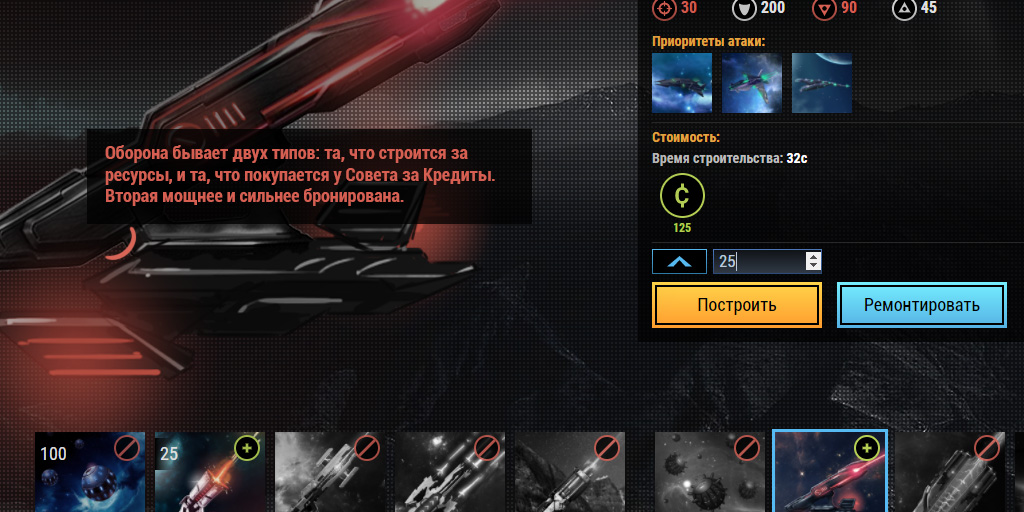 30 200 90 45
Приоритеты атаки:
Стоимость:
Время строительства: 32с
125
25
Построить Ремонтировать
Оборона бывает двух типов: та, что строится за
ресурсы, и та, что покупается у Совета за Кредиты.
Вторая мощнее и сильнее бронирована.
100 25